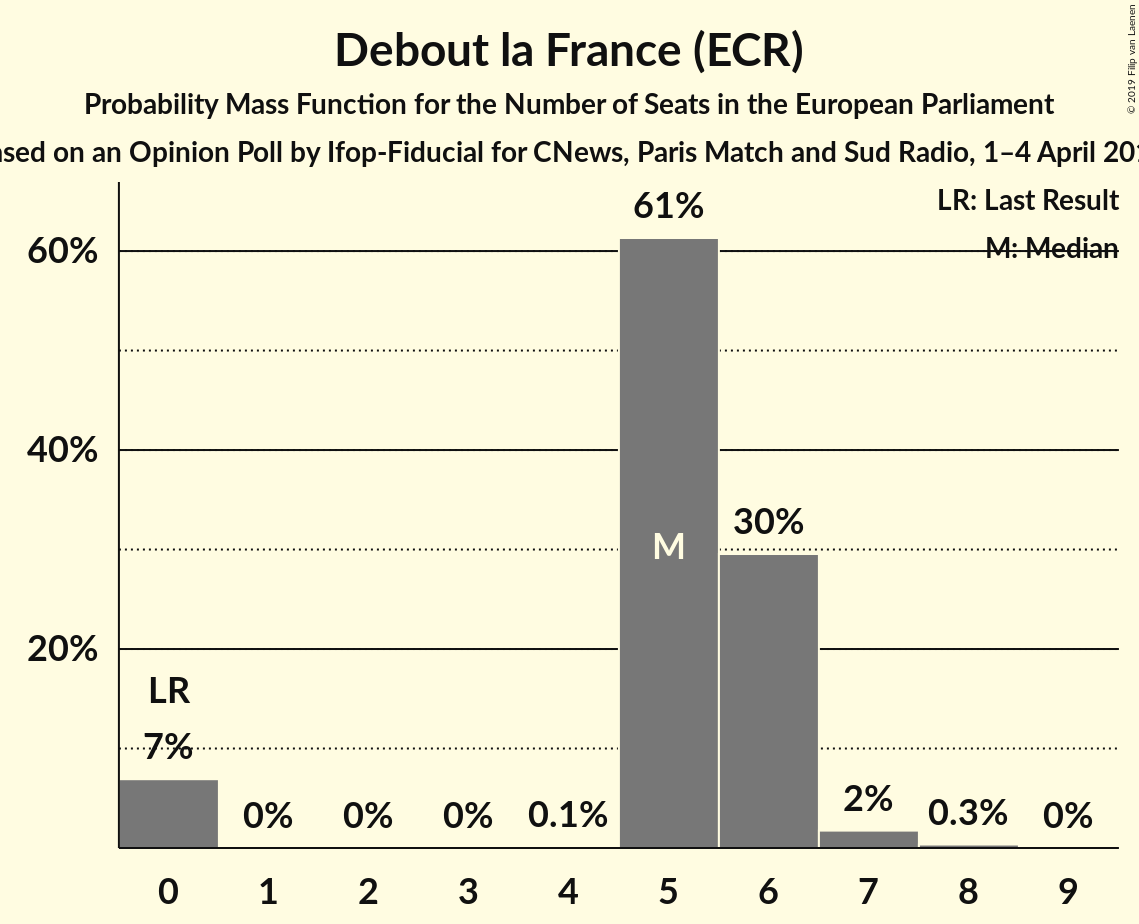 Debout la France (ECR)
Probability Mass Function for the Number of Seats in the European Parliament
on an Opinion Poll by Ifop-Fiducial for CNews, Paris Match and Sud Radio, 1–4 April
© 2019 Filip van Laenen
LR: Last Result
M: Median
61%
60%
40%
30%
M
20%
LR
7%
0%
0%
0%
0.1%
2%
0.3%
0%
0 1 2 3 4 5 6 7 8 9